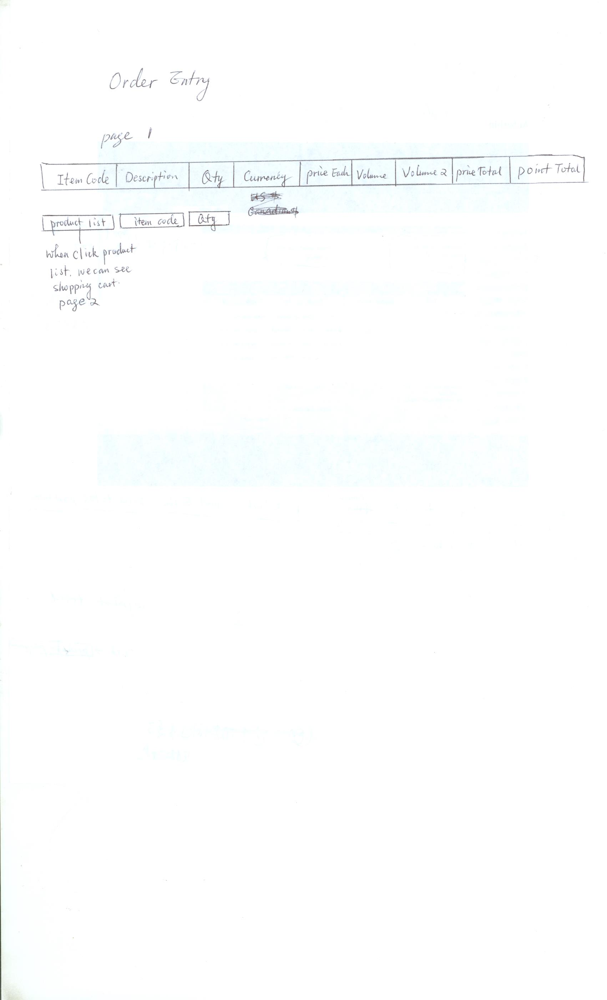 Order Entry
page 1
Item Code Description Qty Currency price Each Volume Volume 2 price Total point Total
US $
Canadian $
product list item code Qty
when click product
list. we can see
shopping cart.
page 2